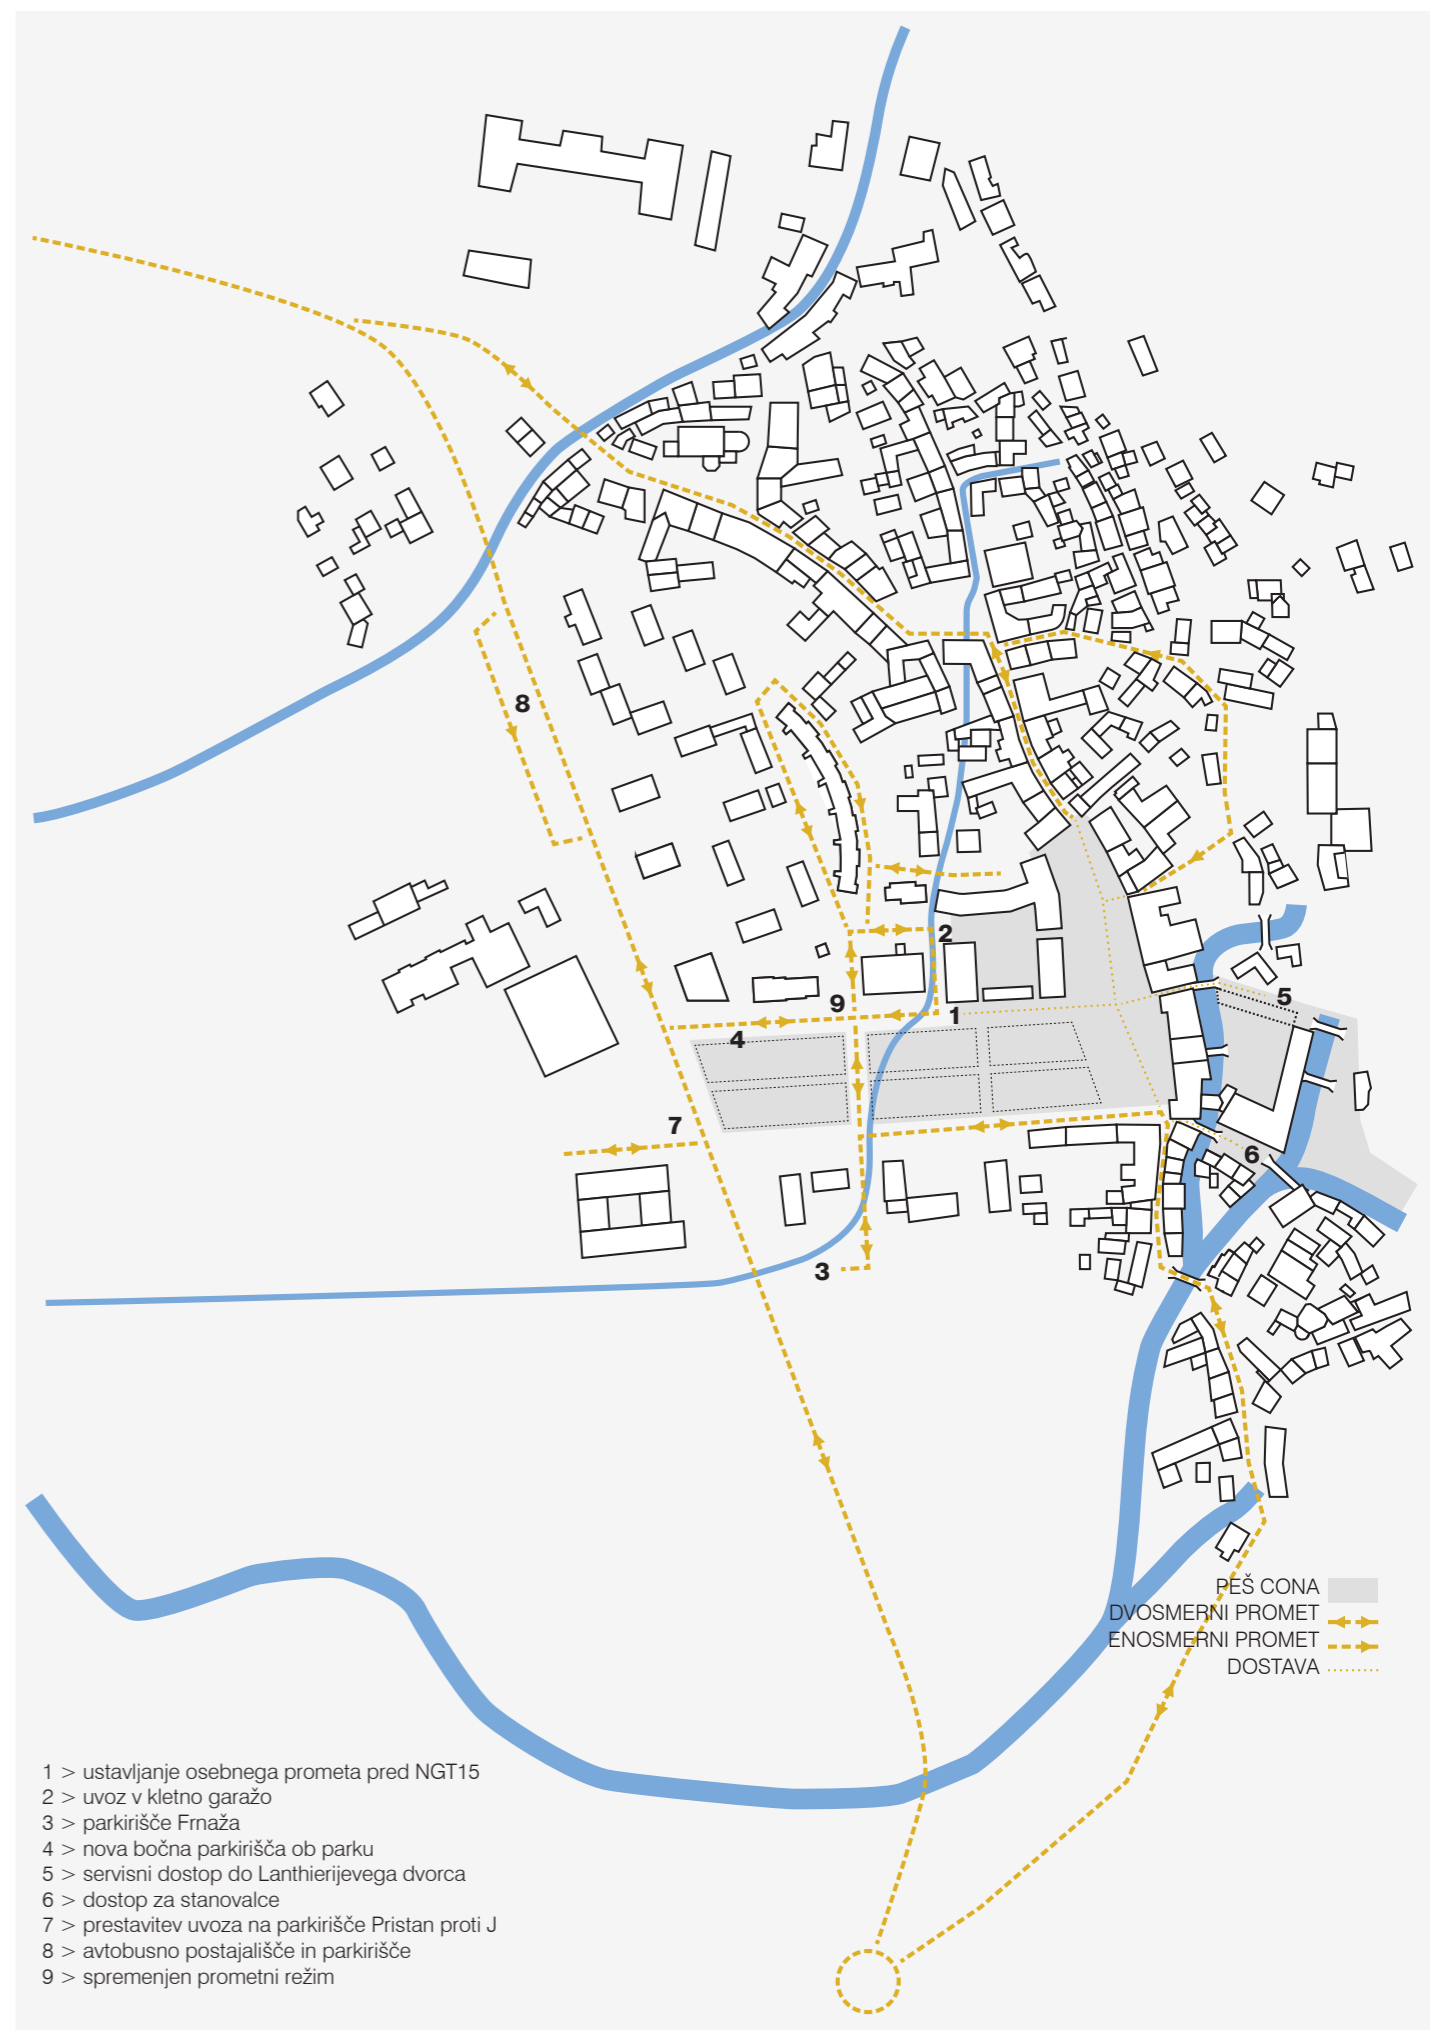 8
2
5
9
1
4
7
6
3
PEŠ CONA
DVOSMERNI PROMET
ENOSMERNI PROMET
DOSTAVA
1 > ustavljanje osebnega prometa pred NGT15
2 > uvoz v kletno garažo
3 > parkirišče Frnaža
4 > nova bočna parkirišča ob parku
5 > servisni dostop do Lanthierijevega dvorca
6 > dostop za stanovalce
7 > prestavitev uvoza na parkirišče Pristan proti J
8 > avtobusno postajališče in parkirišče
9 > spremenjen prometni režim